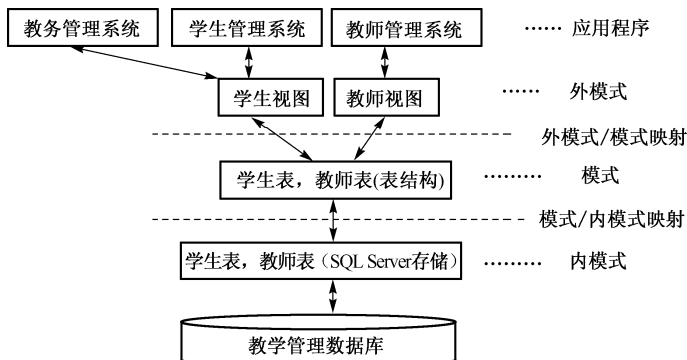 教务管理系统 学生管理系统 教师管理系统 …… 应用程序
学生视图 教师视图 …… 外模式
外模式/模式映射
学生表，教师表(表结构) ……… 模式
模式/内模式映射
学生表，教师表（SQL Server存储） ……… 内模式
教学管理数据库